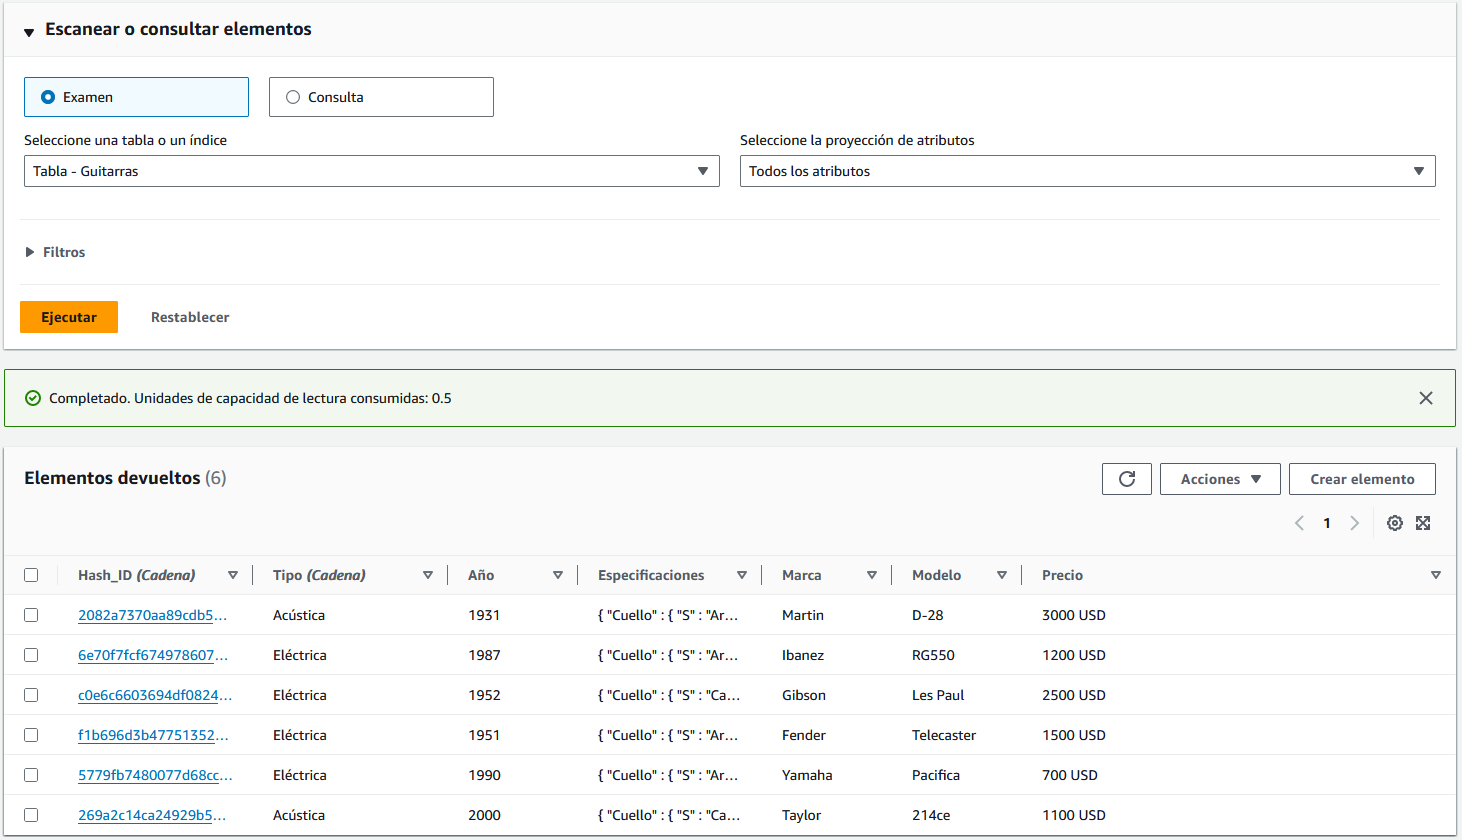 Escanear o consultar elementos
Examen Consulta
Seleccione una tabla o un índice Seleccione la proyección de atributos
Tabla - Guitarras Todos los atributos
Filtros
Ejecutar Restablecer
Completado. Unidades de capacidad de lectura consumidas: 0.5
Elementos devueltos (6) Acciones Crear elemento
1
Hash_ID (Cadena) Tipo (Cadena) Año Especificaciones Marca Modelo Precio
2082a7370aa89cdb5... Acústica 1931 { "Cuello" : { "S" : "Ar... Martin D-28 3000 USD
6e70f7fcf674978607... Eléctrica 1987 { "Cuello" : { "S" : "Ar... Ibanez RG550 1200 USD
c0e6c6603694df0824... Eléctrica 1952 { "Cuello" : { "S" : "Ca... Gibson Les Paul 2500 USD
f1b696d3b47751352... Eléctrica 1951 { "Cuello" : { "S" : "Ar... Fender Telecaster 1500 USD
5779fb7480077d68cc... Eléctrica 1990 { "Cuello" : { "S" : "Ar... Yamaha Pacifica 700 USD
269a2c14ca24929b5... Acústica 2000 { "Cuello" : { "S" : "Ca... Taylor 214ce 1100 USD